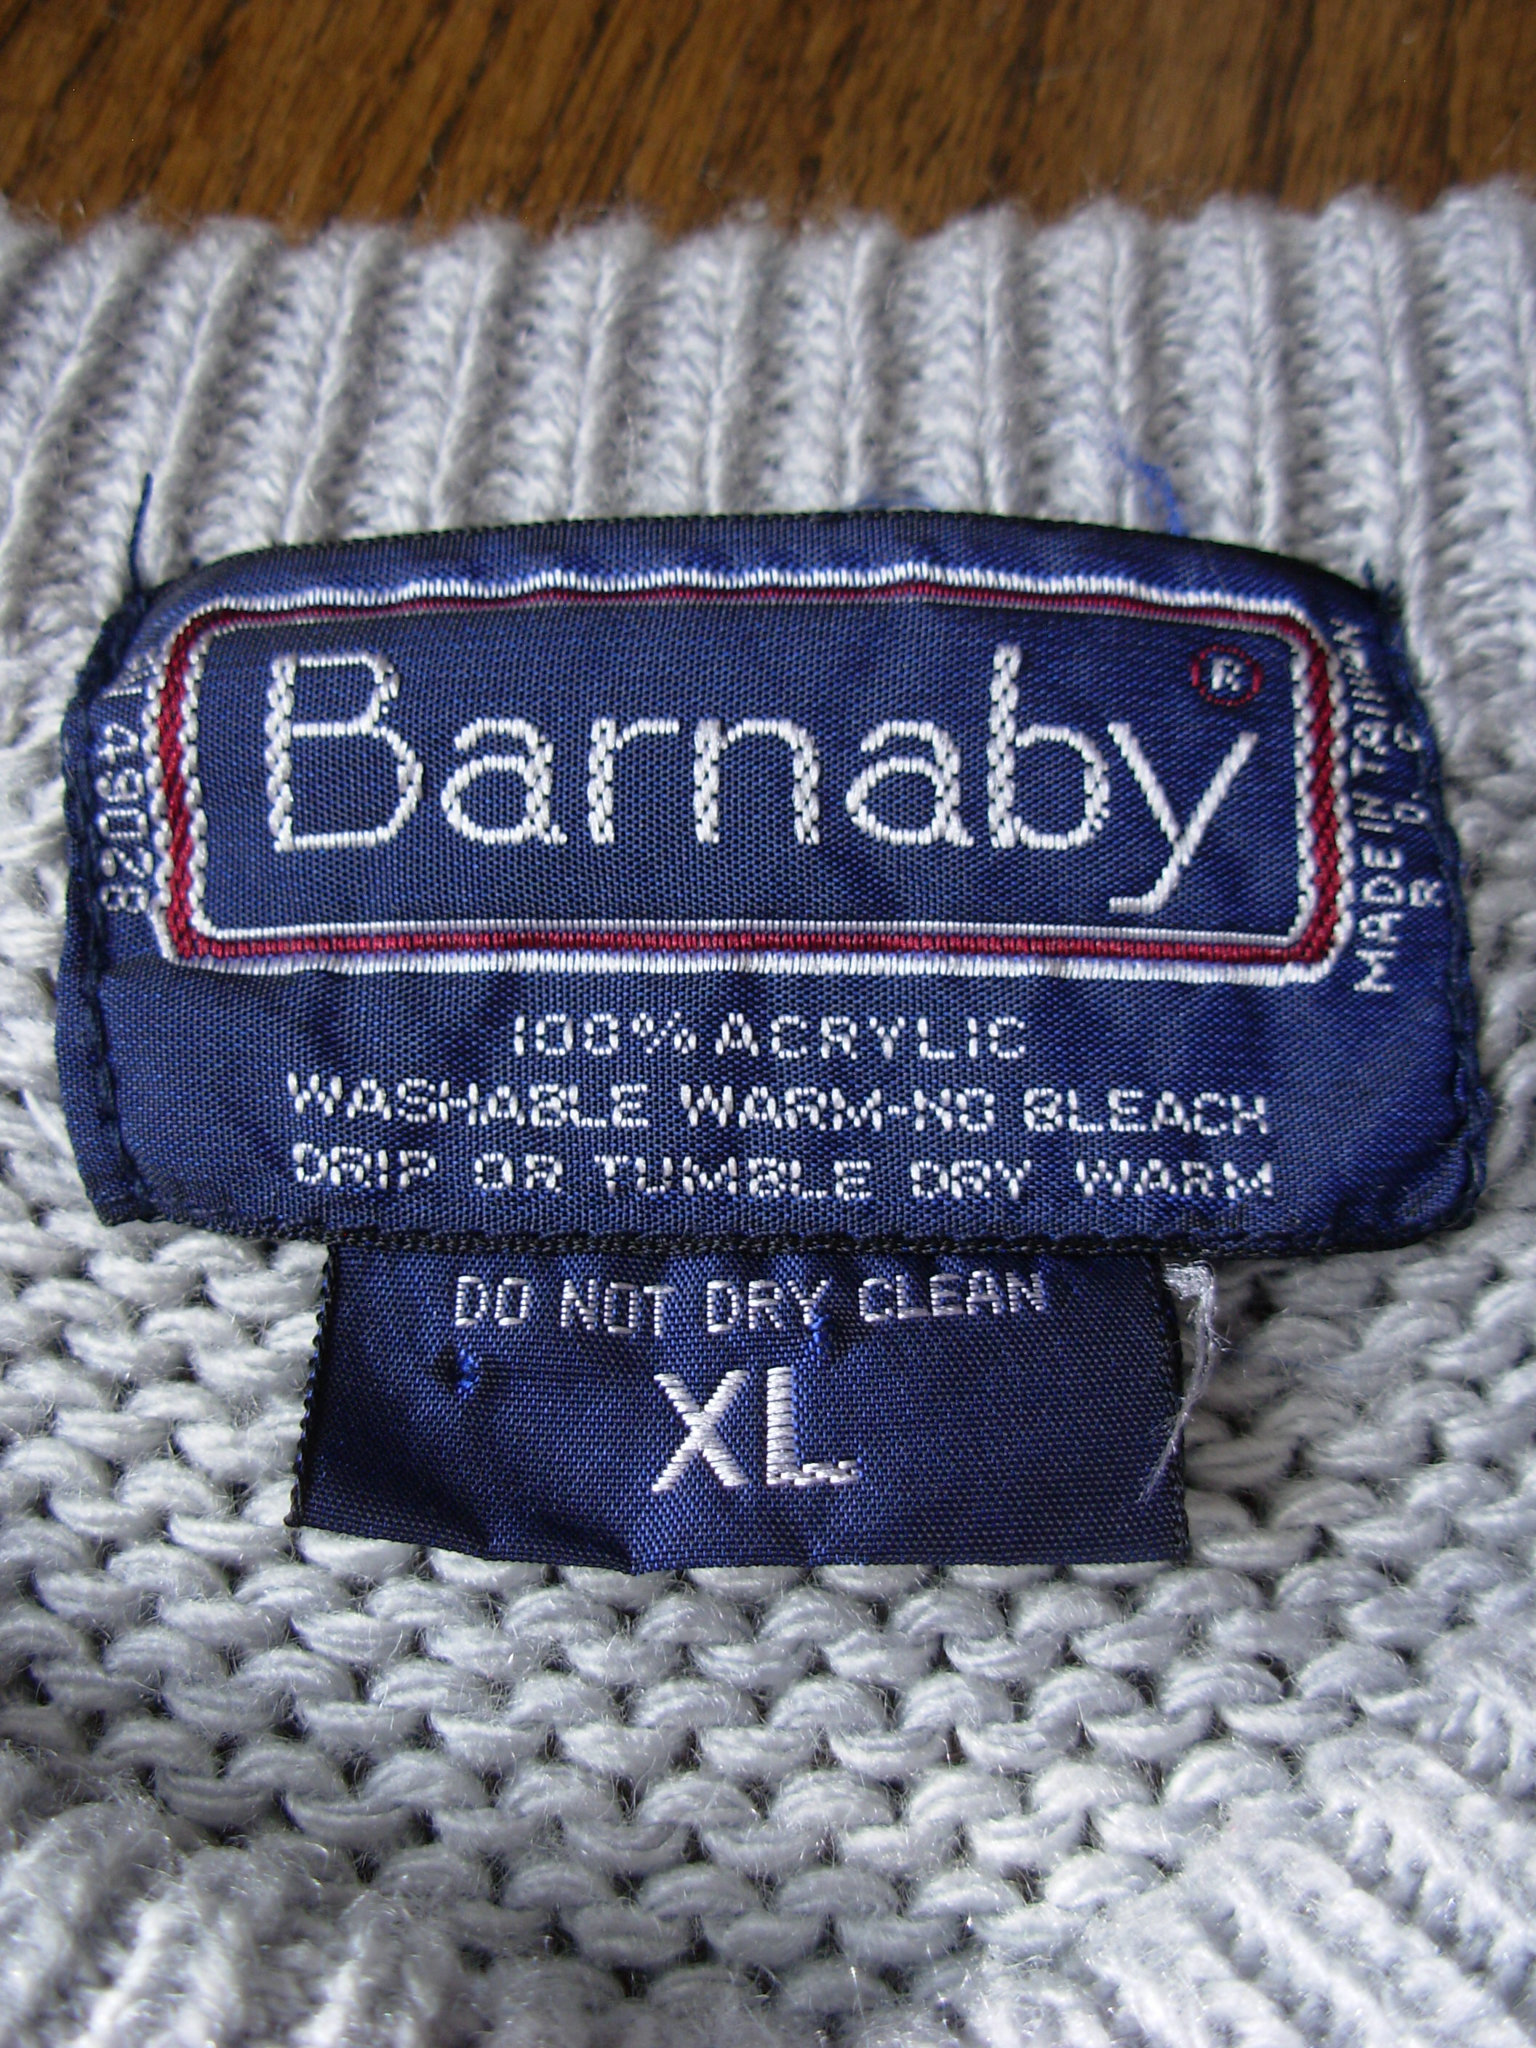 Barnaby®
100% ACRYLIC
WASHABLE WARM-NO BLEACH
DRIP OR TUMBLE DRY WARM
49028
MADE IN TAIWAN
R.O.C
DO NOT DRY CLEAN
XL